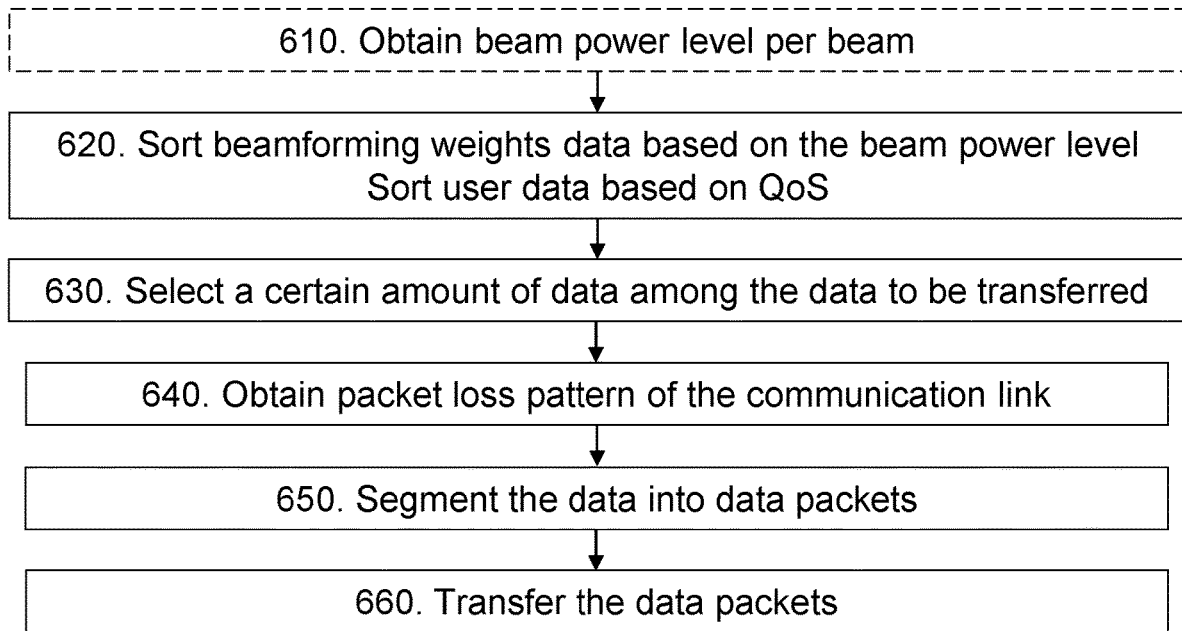 610. Obtain beam power level per beam
620. Sort beamforming weights data based on the beam power level
Sort user data based on QoS
630. Select a certain amount of data among the data to be transferred
640. Obtain packet loss pattern of the communication link
650. Segment the data into data packets
660. Transfer the data packets